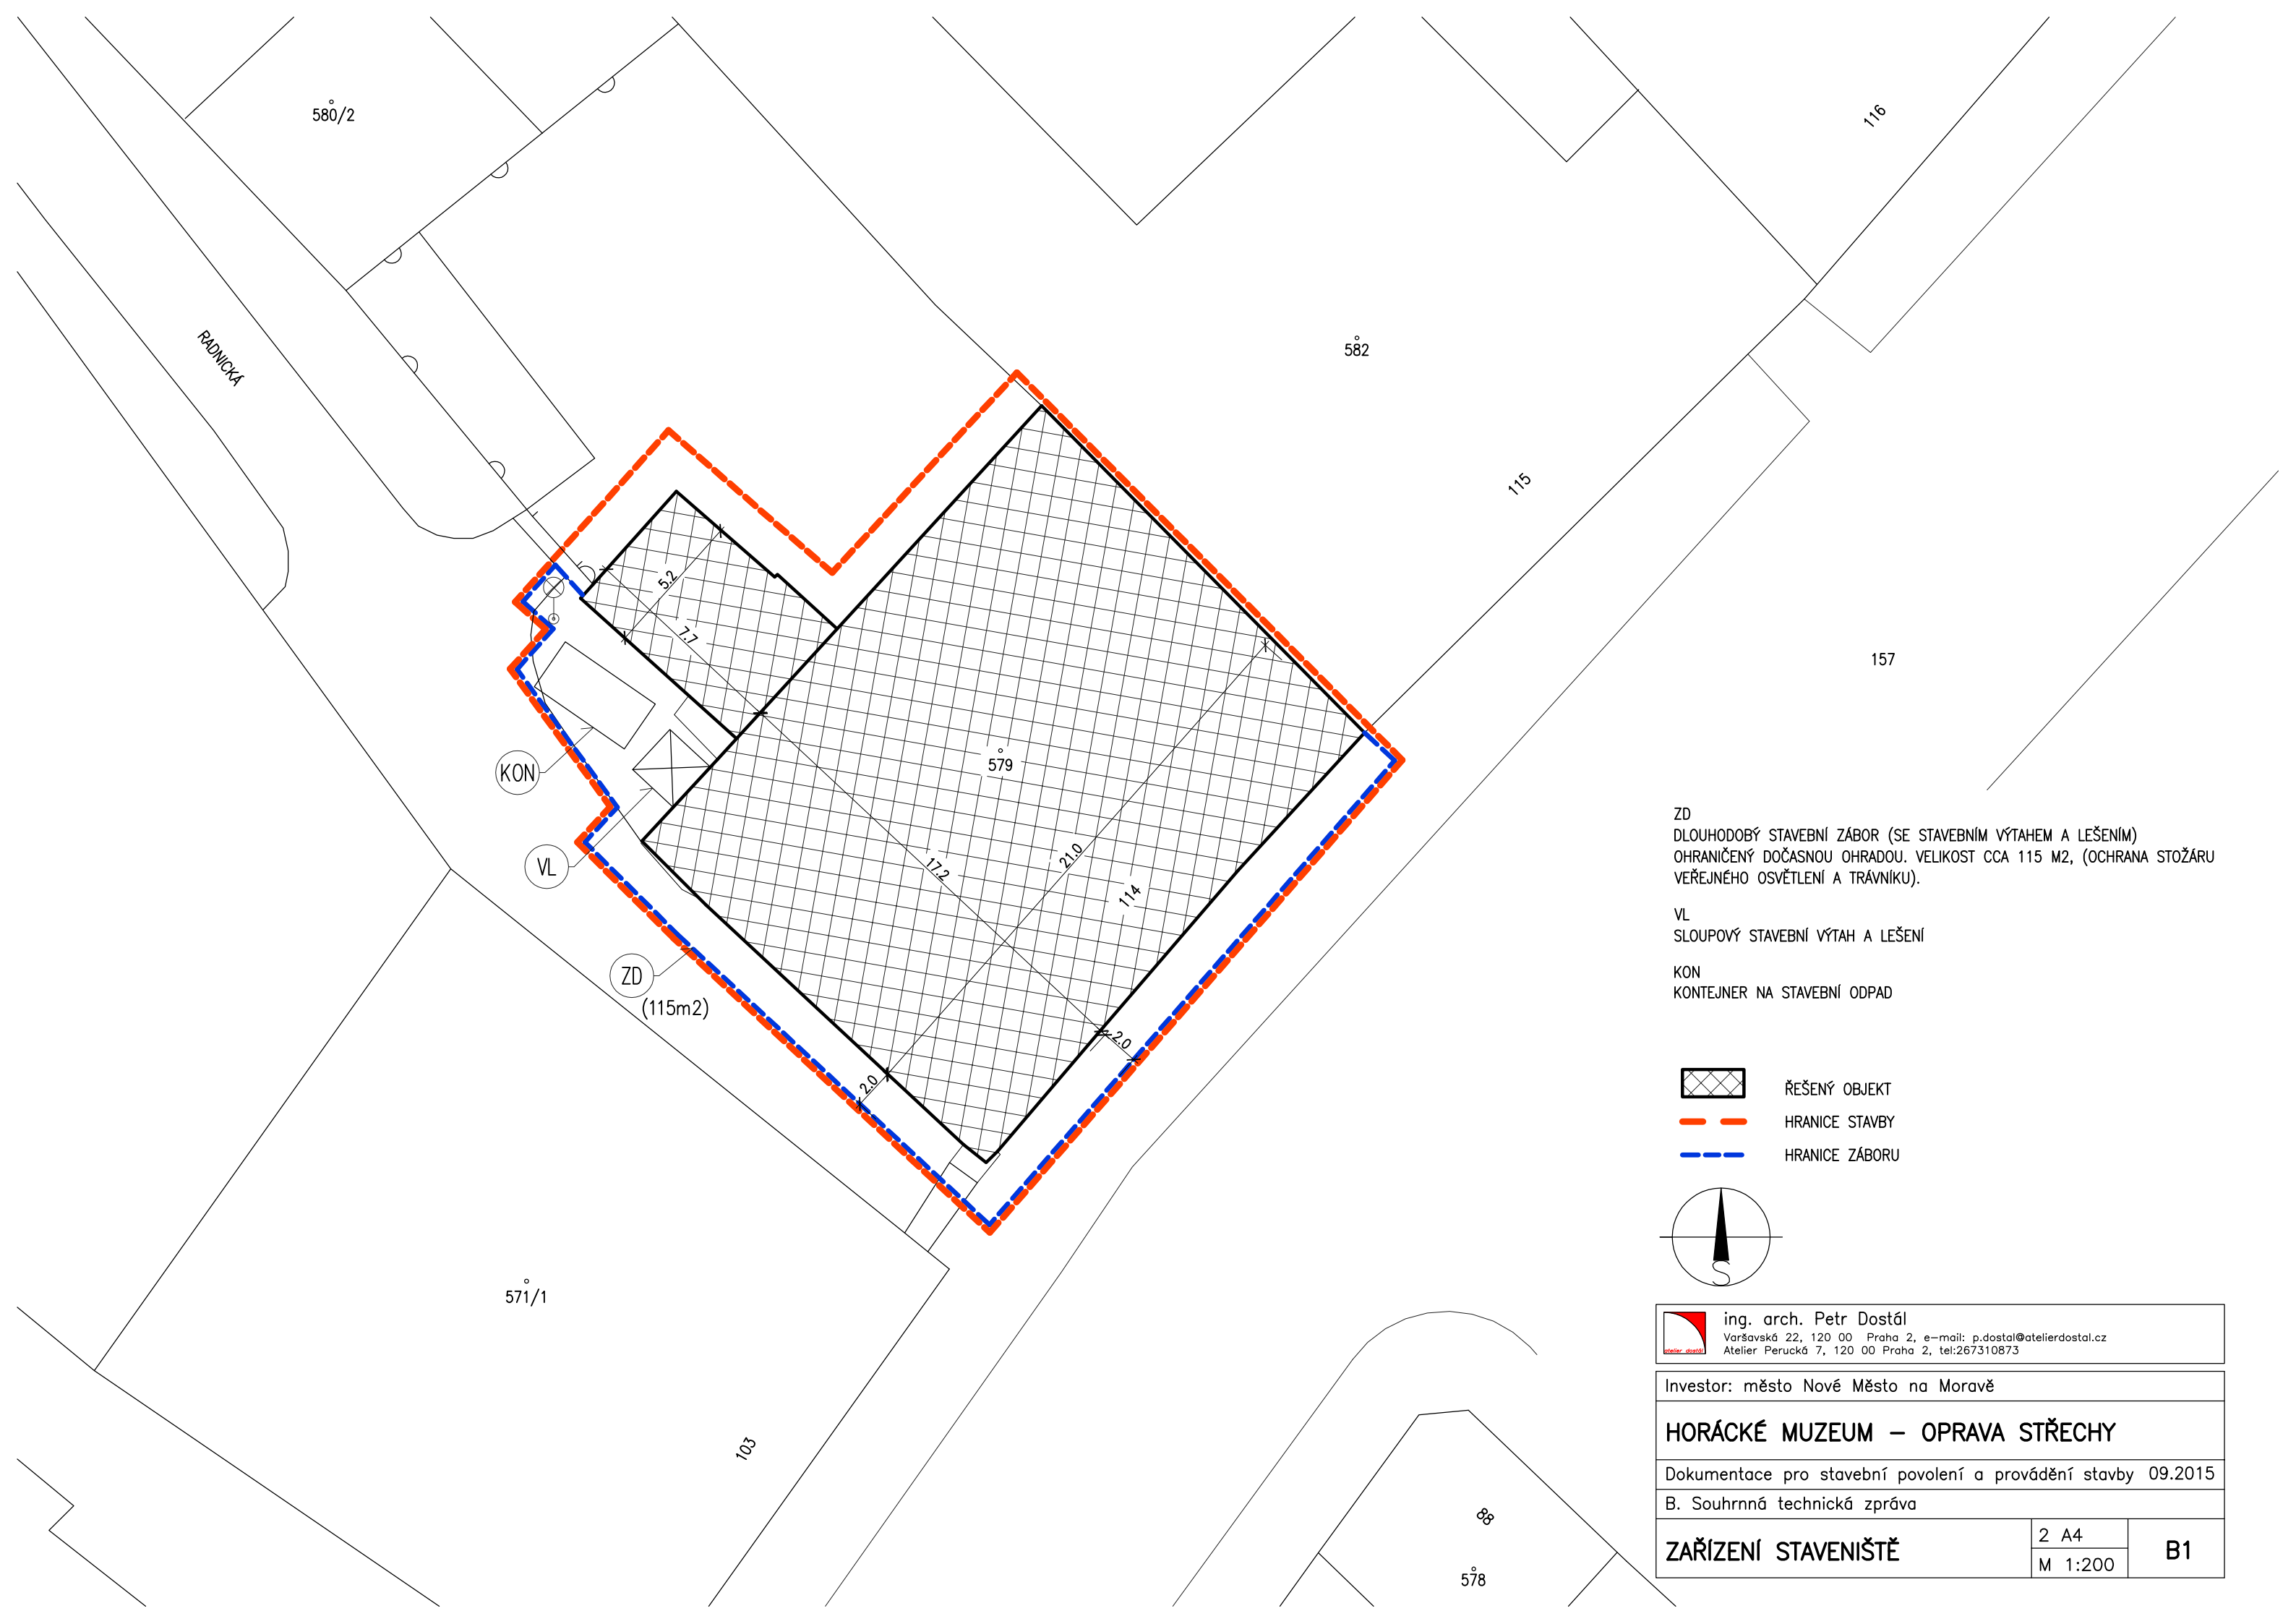 580/2
116
RADNICKÁ
582
115
5.2
7.7
157
579
KON
17.2
21.0
VL
114
ZD
(115m2)
2.0
2.0
571/1
103
88
578
ZD
DLOUHODOBÝ STAVEBNÍ ZÁBOR (SE STAVEBNÍM VÝTAHEM A LEŠENÍM)
OHRANIČENÝ DOČASNOU OHRADOU. VELIKOST CCA 115 M2, (OCHRANA STOŽÁRU
VEŘEJNÉHO OSVĚTLENÍ A TRÁVNÍKU).
VL
SLOUPOVÝ STAVEBNÍ VÝTAH A LEŠENÍ
KON
KONTEJNER NA STAVEBNÍ ODPAD
ŘEŠENÝ OBJEKT
HRANICE STAVBY
HRANICE ZÁBORU
S
atelier dostál
ing. arch. Petr Dostál
Varšavská 22, 120 00 Praha 2, e-mail: p.dostal@atelierdostal.cz
Atelier Perucká 7, 120 00 Praha 2, tel:267310873
Investor: město Nové Město na Moravě
HORÁCKÉ MUZEUM – OPRAVA STŘECHY
Dokumentace pro stavební povolení a provádění stavby 09.2015
B. Souhrnná technická zpráva
ZAŘÍZENÍ STAVENIŠTĚ
2 A4
M 1:200
B1